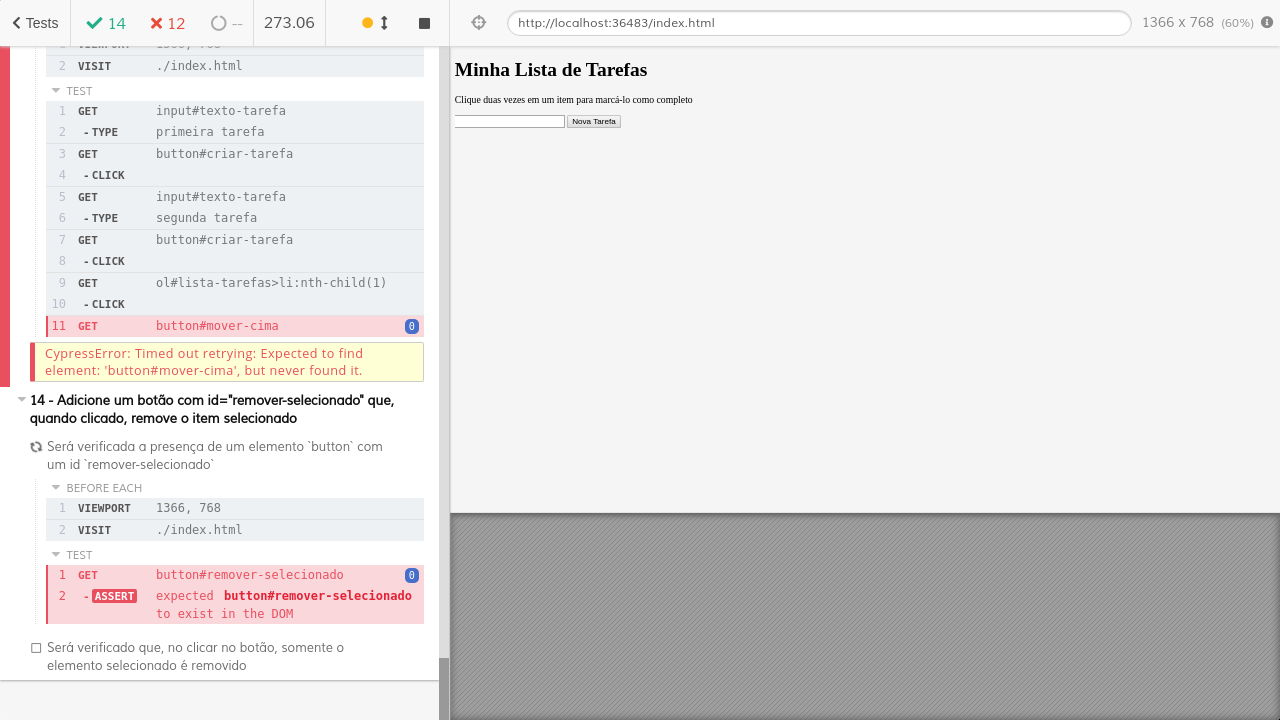 Tests 14 12 -- 273.06
http://localhost:36483/index.html 1366 x 768 (60%)
1 VIEWPORT 1366, 768
2 VISIT ./index.html
TEST
1 GET input#texto-tarefa
2 - TYPE primeira tarefa
3 GET button#criar-tarefa
4 - CLICK
5 GET input#texto-tarefa
6 - TYPE segunda tarefa
7 GET button#criar-tarefa
8 - CLICK
9 GET ol#lista-tarefas>li:nth-child(1)
10 - CLICK
11 GET button#mover-cima 0
CypressError: Timed out retrying: Expected to find
element: 'button#mover-cima', but never found it.
14 - Adicione um botão com id="remover-selecionado" que,
quando clicado, remove o item selecionado
Será verificada a presença de um elemento `button` com
um id `remover-selecionado`
BEFORE EACH
1 VIEWPORT 1366, 768
2 VISIT ./index.html
TEST
1 GET button#remover-selecionado 0
2 - ASSERT expected button#remover-selecionado
to exist in the DOM
Será verificado que, no clicar no botão, somente o
elemento selecionado é removido
Minha Lista de Tarefas
Clique duas vezes em um item para marcá-lo como completo
Nova Tarefa